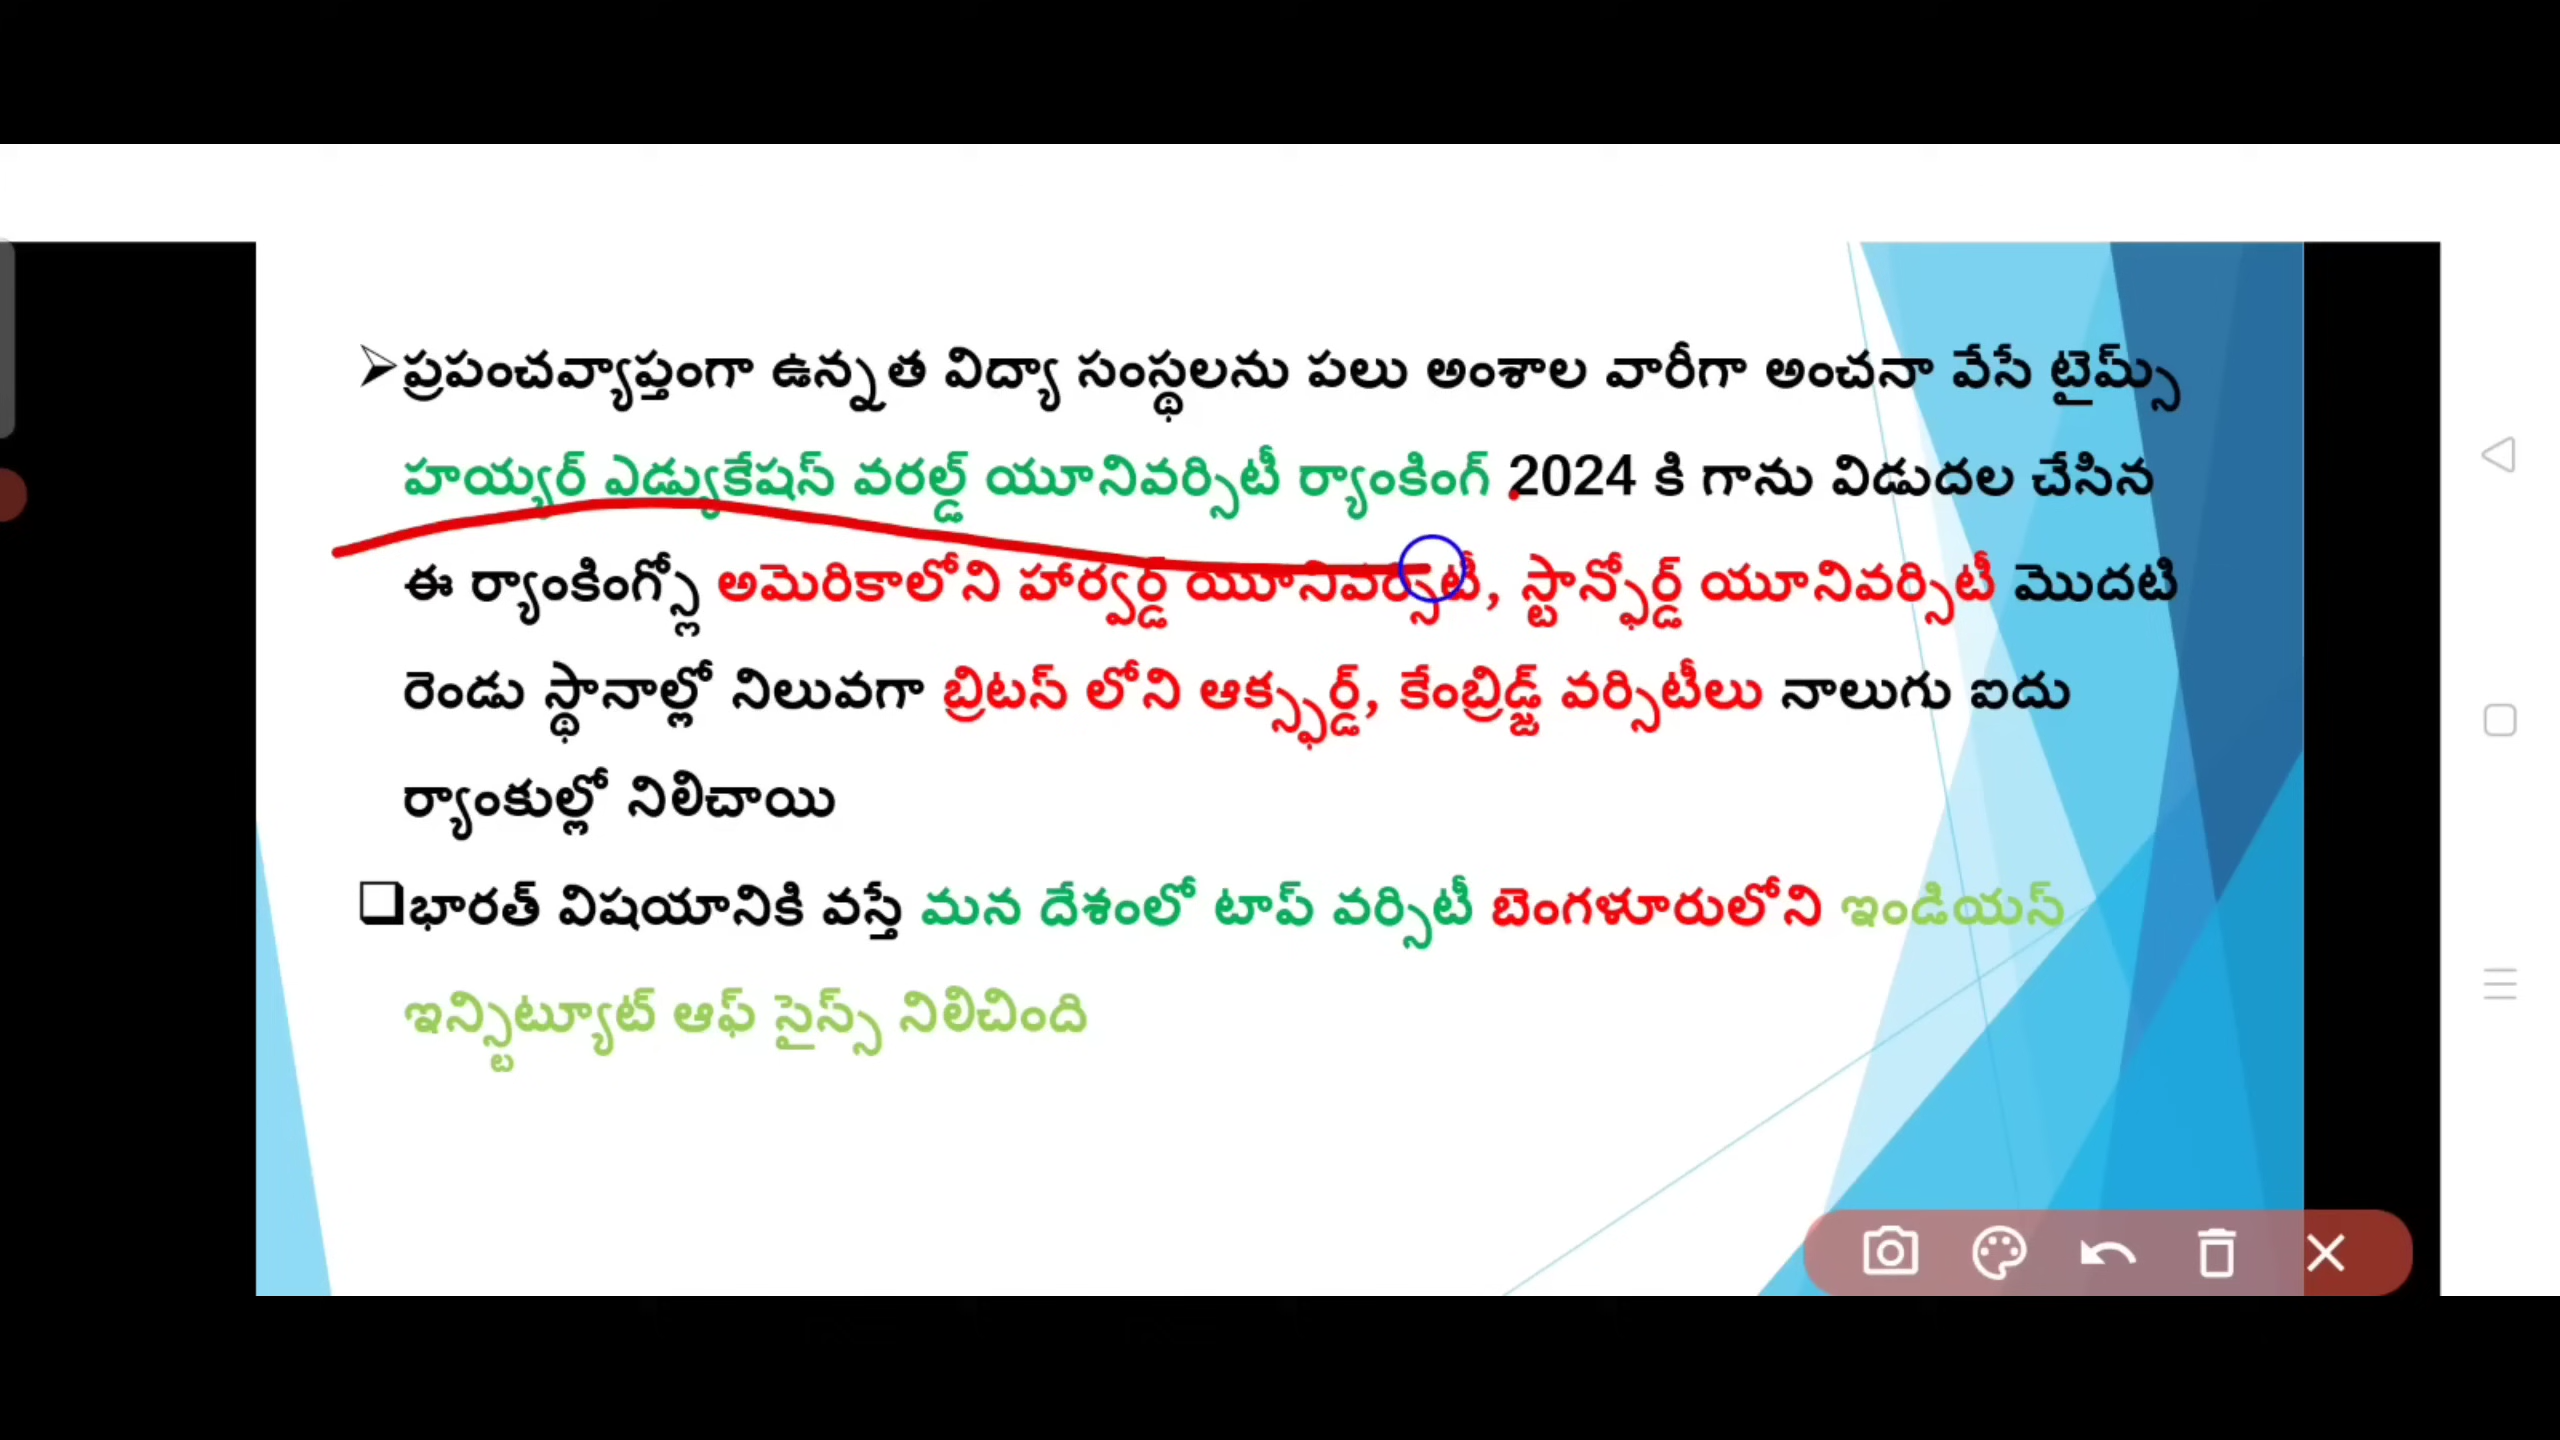 ➢ప్రపంచవ్యాప్తంగా ఉన్నత విద్యా సంస్థలను పలు అంశాల వారీగా అంచనా వేసే టైమ్స్
హయ్యర్ ఎడ్యుకేషన్ వరల్డ్ యూనివర్సిటీ ర్యాంకింగ్ 2024 కి గాను విడుదల చేసిన
ఈ ర్యాంకింగ్స్లో అమెరికాలోని హార్వర్డ్ యూనివర్సిటీ, స్టాన్ఫోర్డ్ యూనివర్సిటీ మొదటి
రెండు స్థానాల్లో నిలువగా బ్రిటన్ లోని ఆక్స్ఫర్డ్, కేంబ్రిడ్జ్ వర్సిటీలు నాలుగు ఐదు
ర్యాంకుల్లో నిలిచాయి
❑భారత్ విషయానికి వస్తే మన దేశంలో టాప్ వర్సిటీ బెంగళూరులోని ఇండియన్
ఇన్స్టిట్యూట్ ఆఫ్ సైన్స్ నిలిచింది